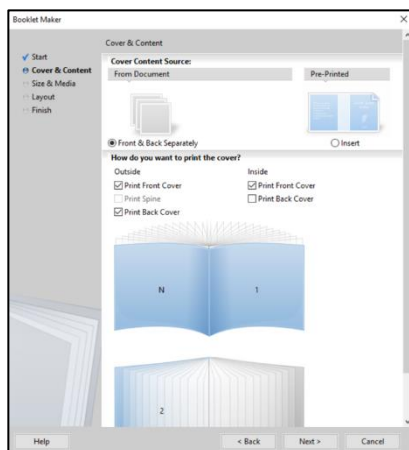 Booklet Maker
Cover & Content
Start
Cover & Content
Size & Media
Layout
Finish
Cover Content Source:
From Document
Pre-Printed
Front & Back Separately
Insert
How do you want to print the cover?
Outside
Inside
Print Front Cover
Print Front Cover
Print Spine
Print Back Cover
Print Back Cover
N
1
2
Help
< Back
Next >
Cancel